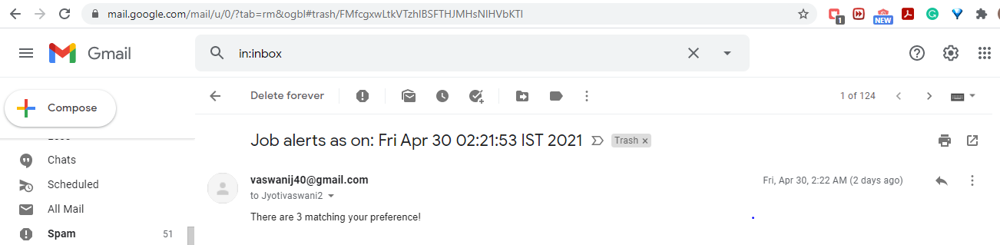 mail.google.com/mail/u/0/?tab=rm&ogbl#trash/FMfcgxwLtkVTzhlBSFTHJMHsNlHVbKTl
1
NEW
Gmail
in:inbox
Compose
Delete forever
1 of 124
Job alerts as on: Fri Apr 30 02:21:53 IST 2021
Trash x
Chats
vaswanij40@gmail.com
Fri, Apr 30, 2:22 AM (2 days ago)
Scheduled
to Jyotivaswani2
All Mail
There are 3 matching your preference!
Spam 51